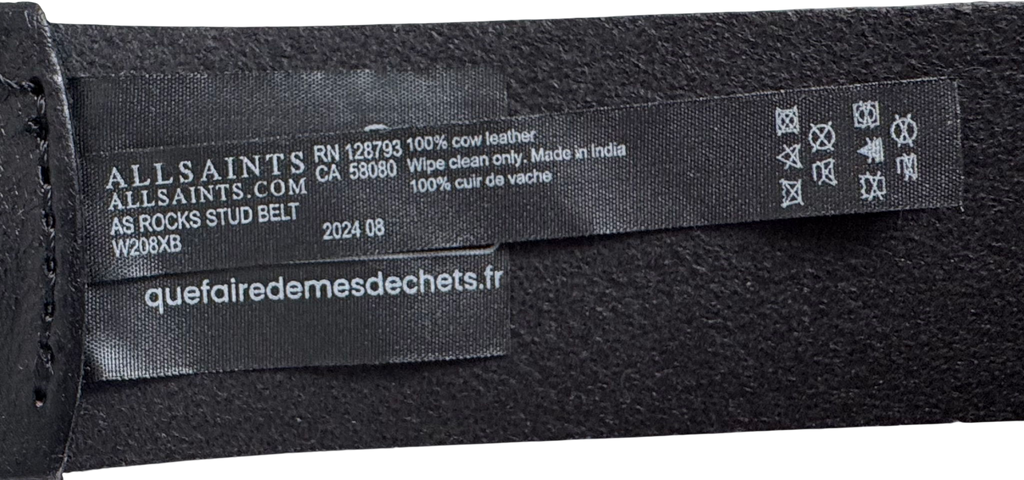 ALLSAINTS
ALLSAINTS.COM
AS ROCKS STUD BELT
W208XB
RN 128793
CA 58080
2024 08
100% cow leather
Wipe clean only. Made in India
100% cuir de vache
quefairedemesdechets.fr